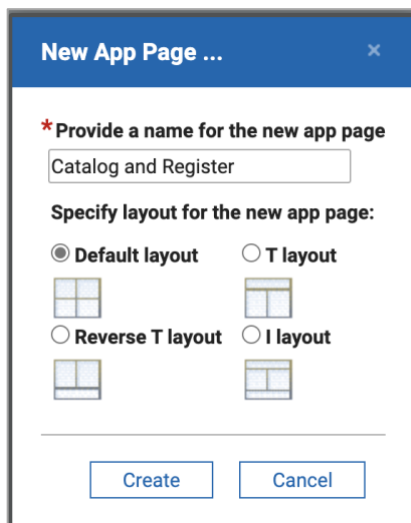 New App Page ... ×
*Provide a name for the new app page
Catalog and Register
Specify layout for the new app page:
Default layout T layout
Reverse T layout I layout
Create Cancel